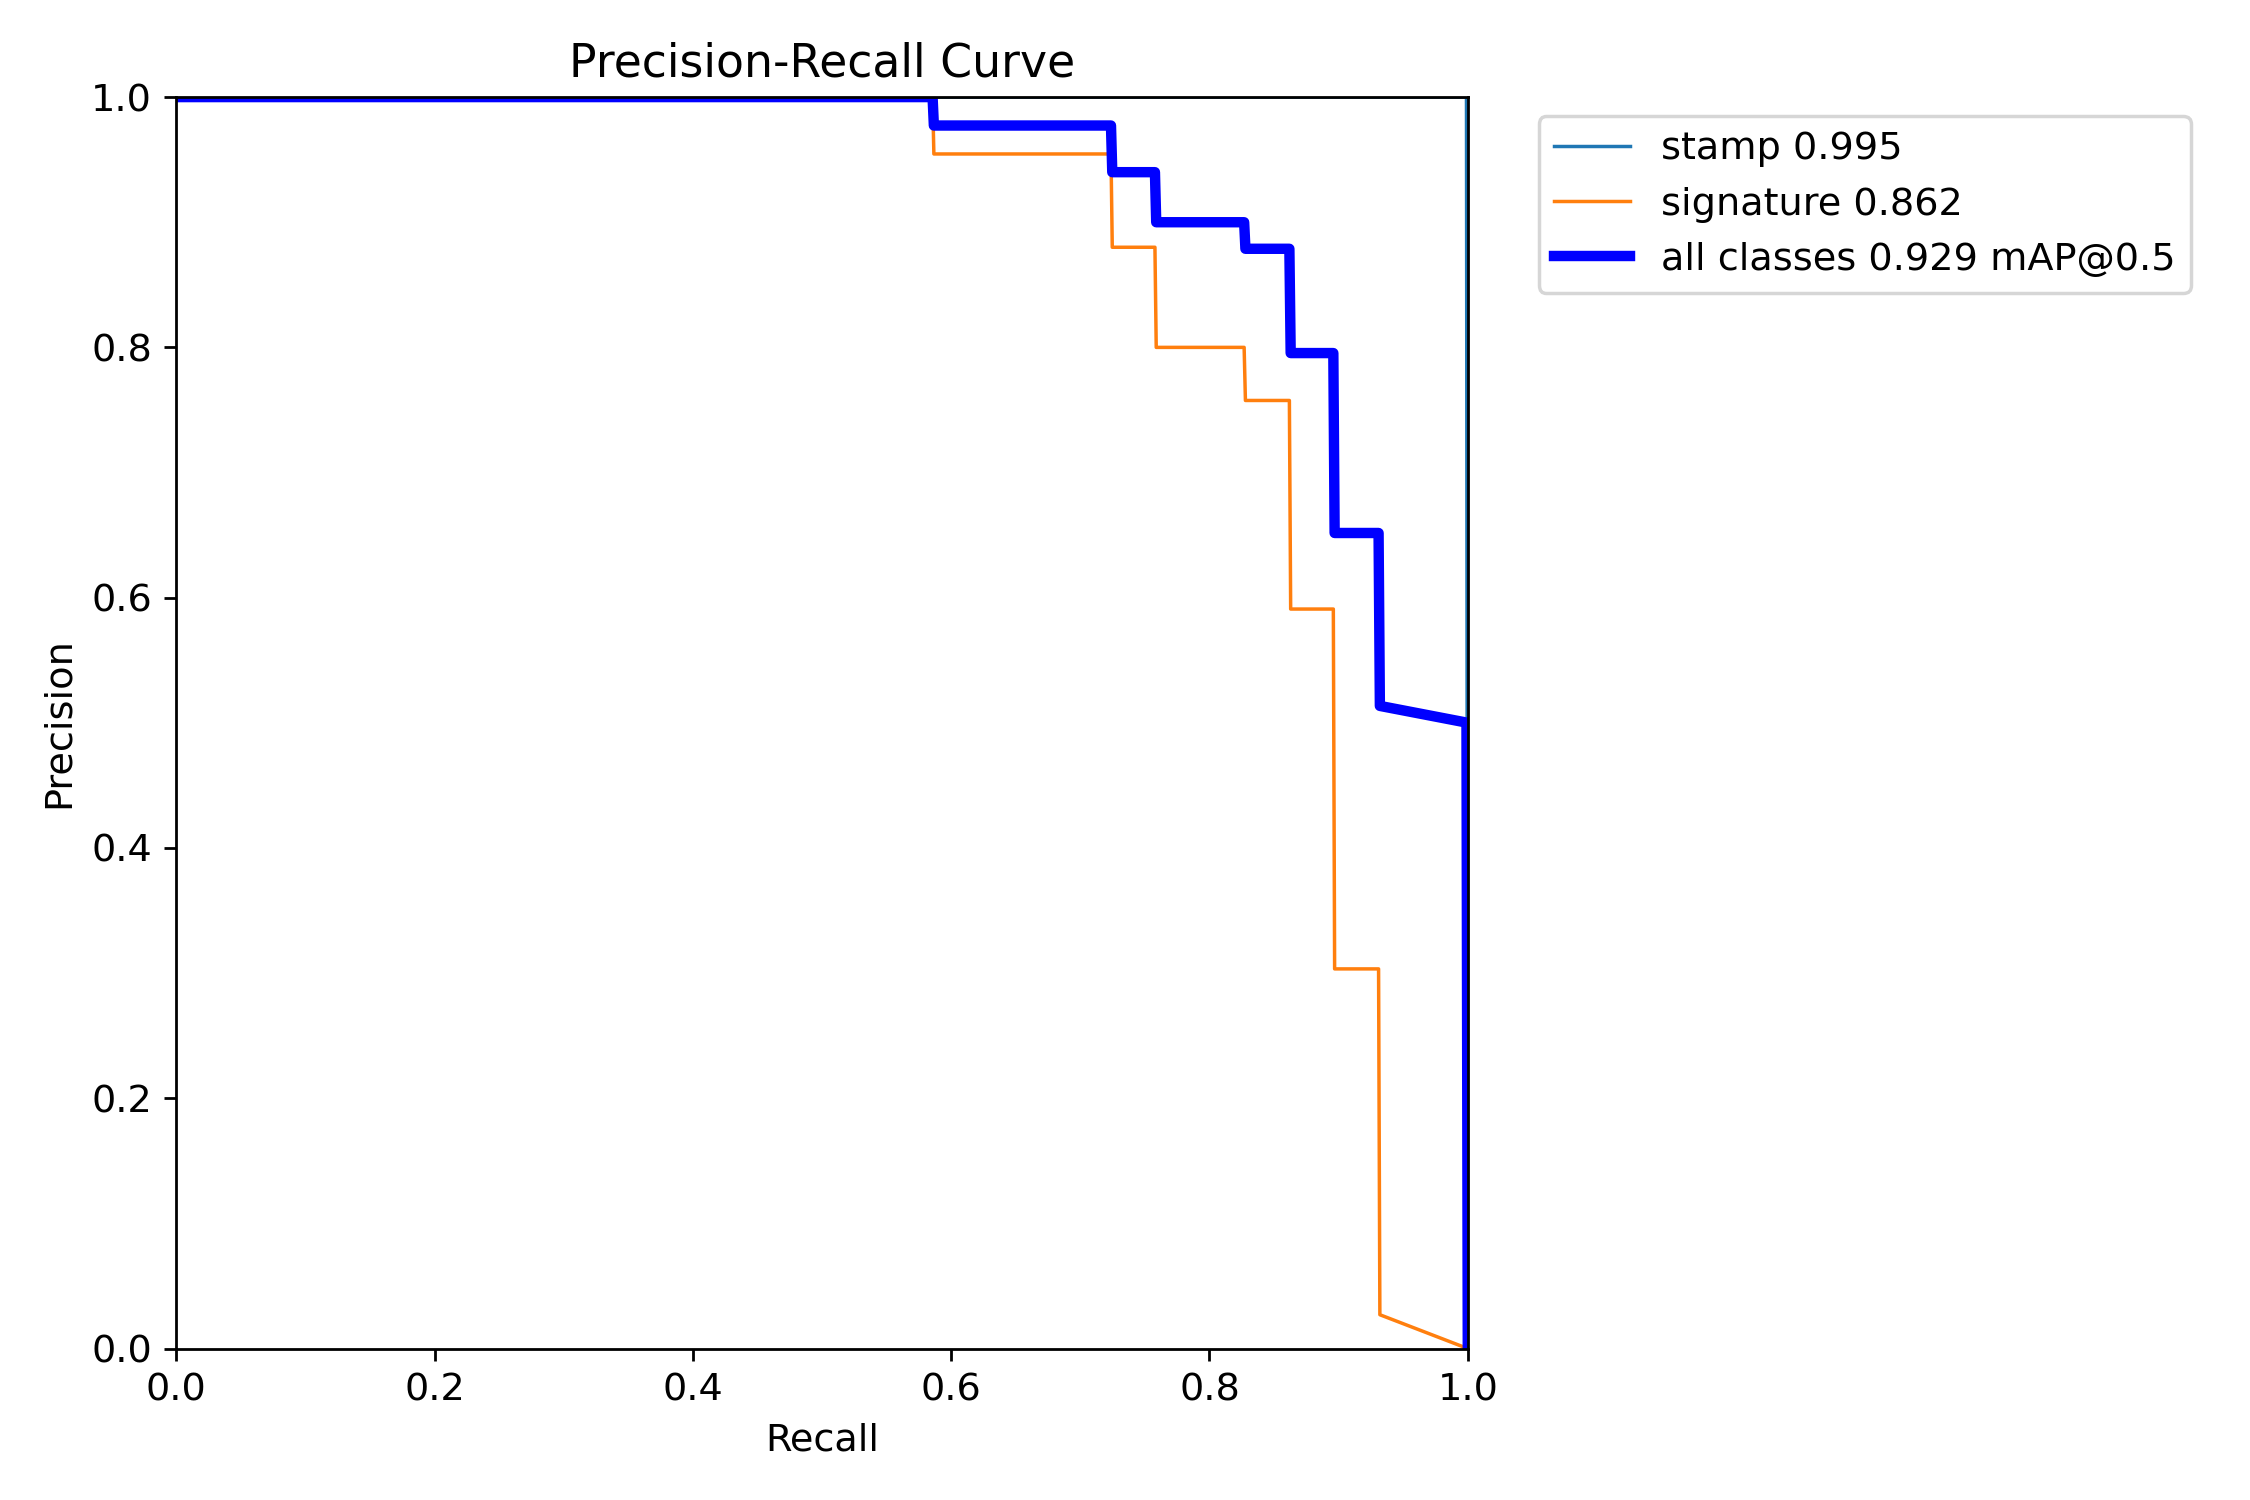 Precision-Recall Curve
1.0
0.8
0.6
0.4
0.2
0.0
Precision
0.0 0.2 0.4 0.6 0.8 1.0
Recall
stamp 0.995
signature 0.862
all classes 0.929 mAP@0.5